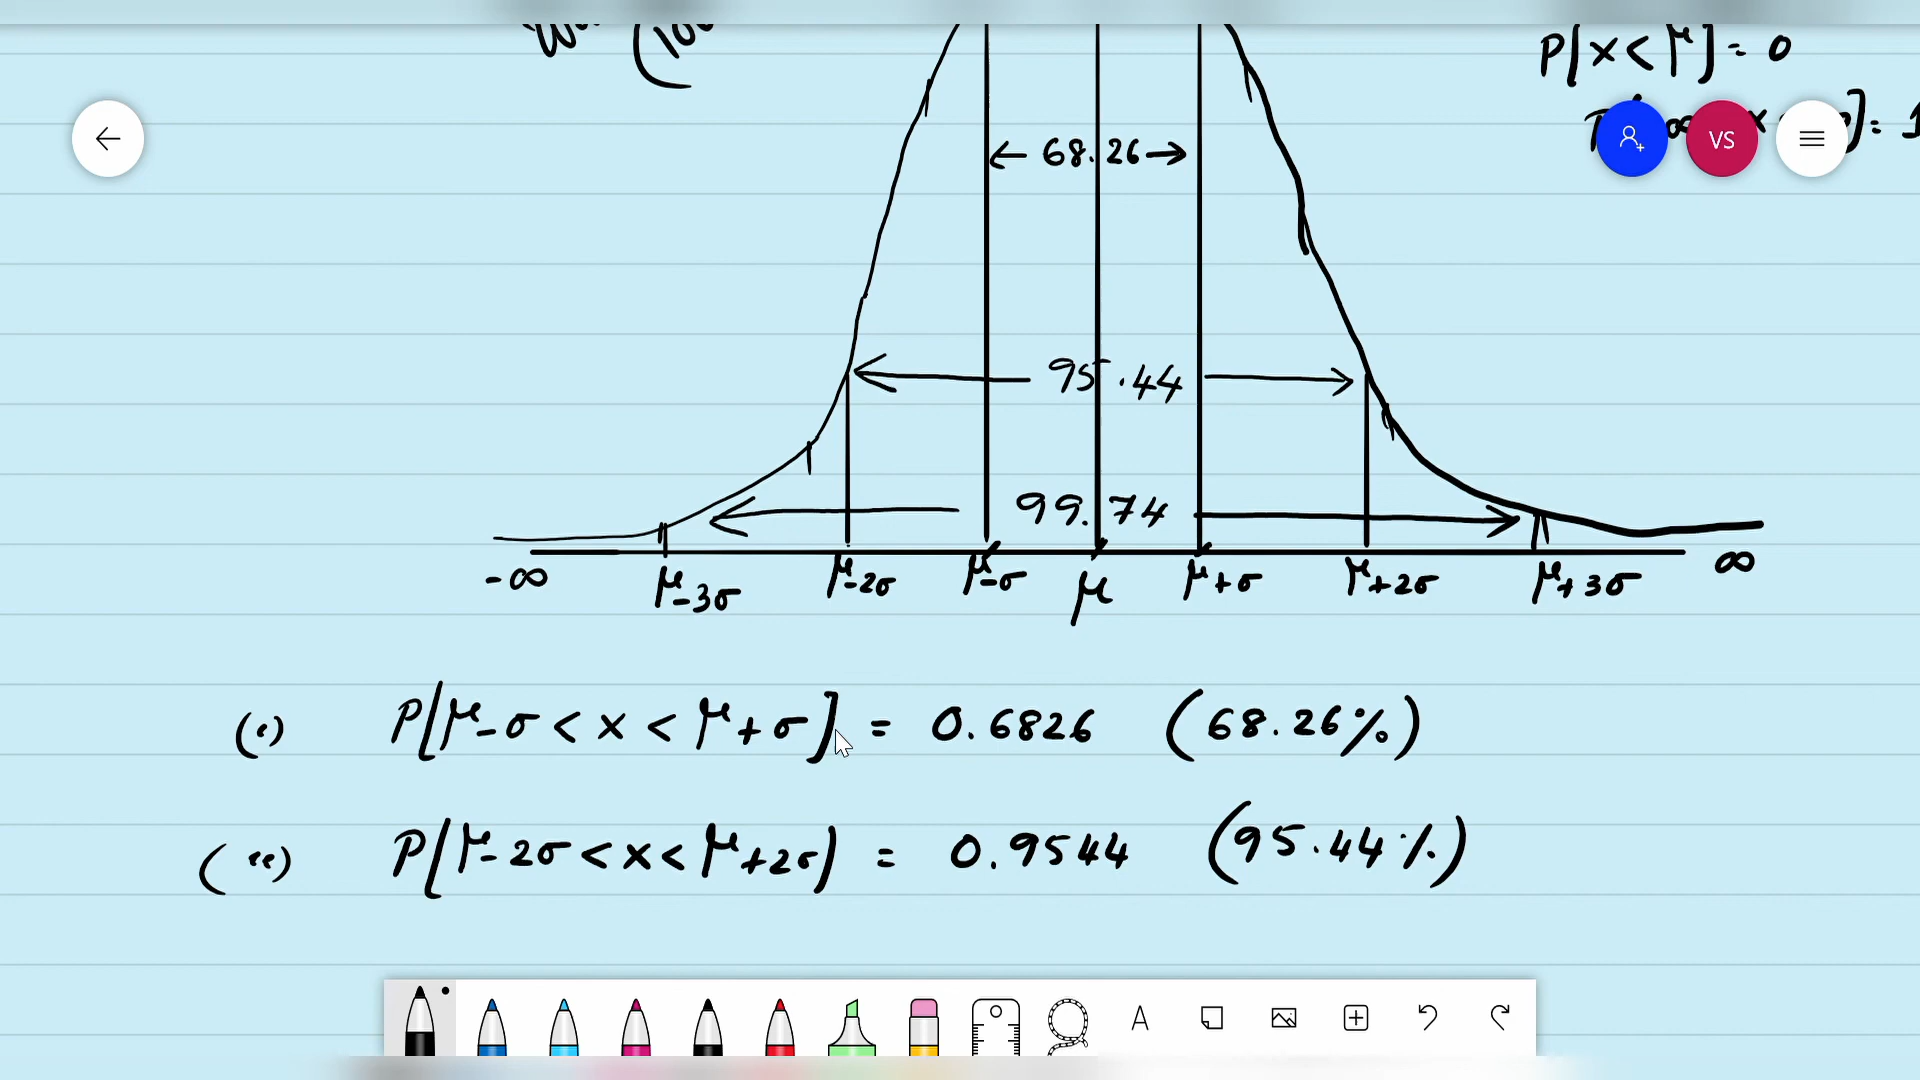 P[x < μ] = 0
VS
← 68.26 →
95.44
99.74
-∞ μ-3σ μ-2σ μ-σ μ μ+σ μ+2σ μ+3σ ∞
(i) P[μ-σ < x < μ+σ] = 0.6826 (68.26%)
(ii) P[μ-2σ < x < μ+2σ) = 0.9544 (95.44%)